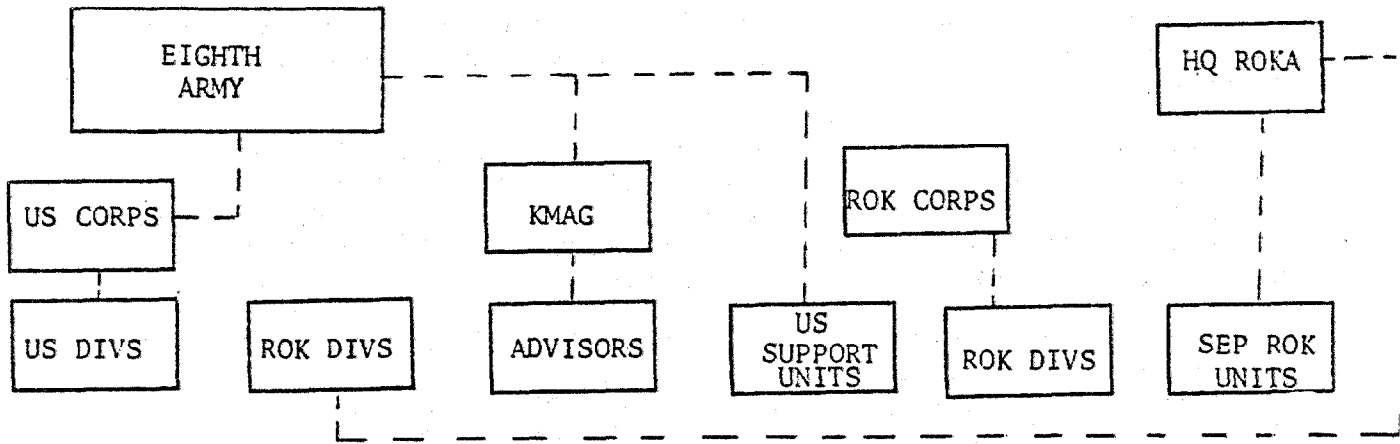 EIGHTH
ARMY
HQ ROKA
US CORPS
KMAG
ROK CORPS
US DIVS
ROK DIVS
ADVISORS
US
SUPPORT
UNITS
ROK DIVS
SEP ROK
UNITS